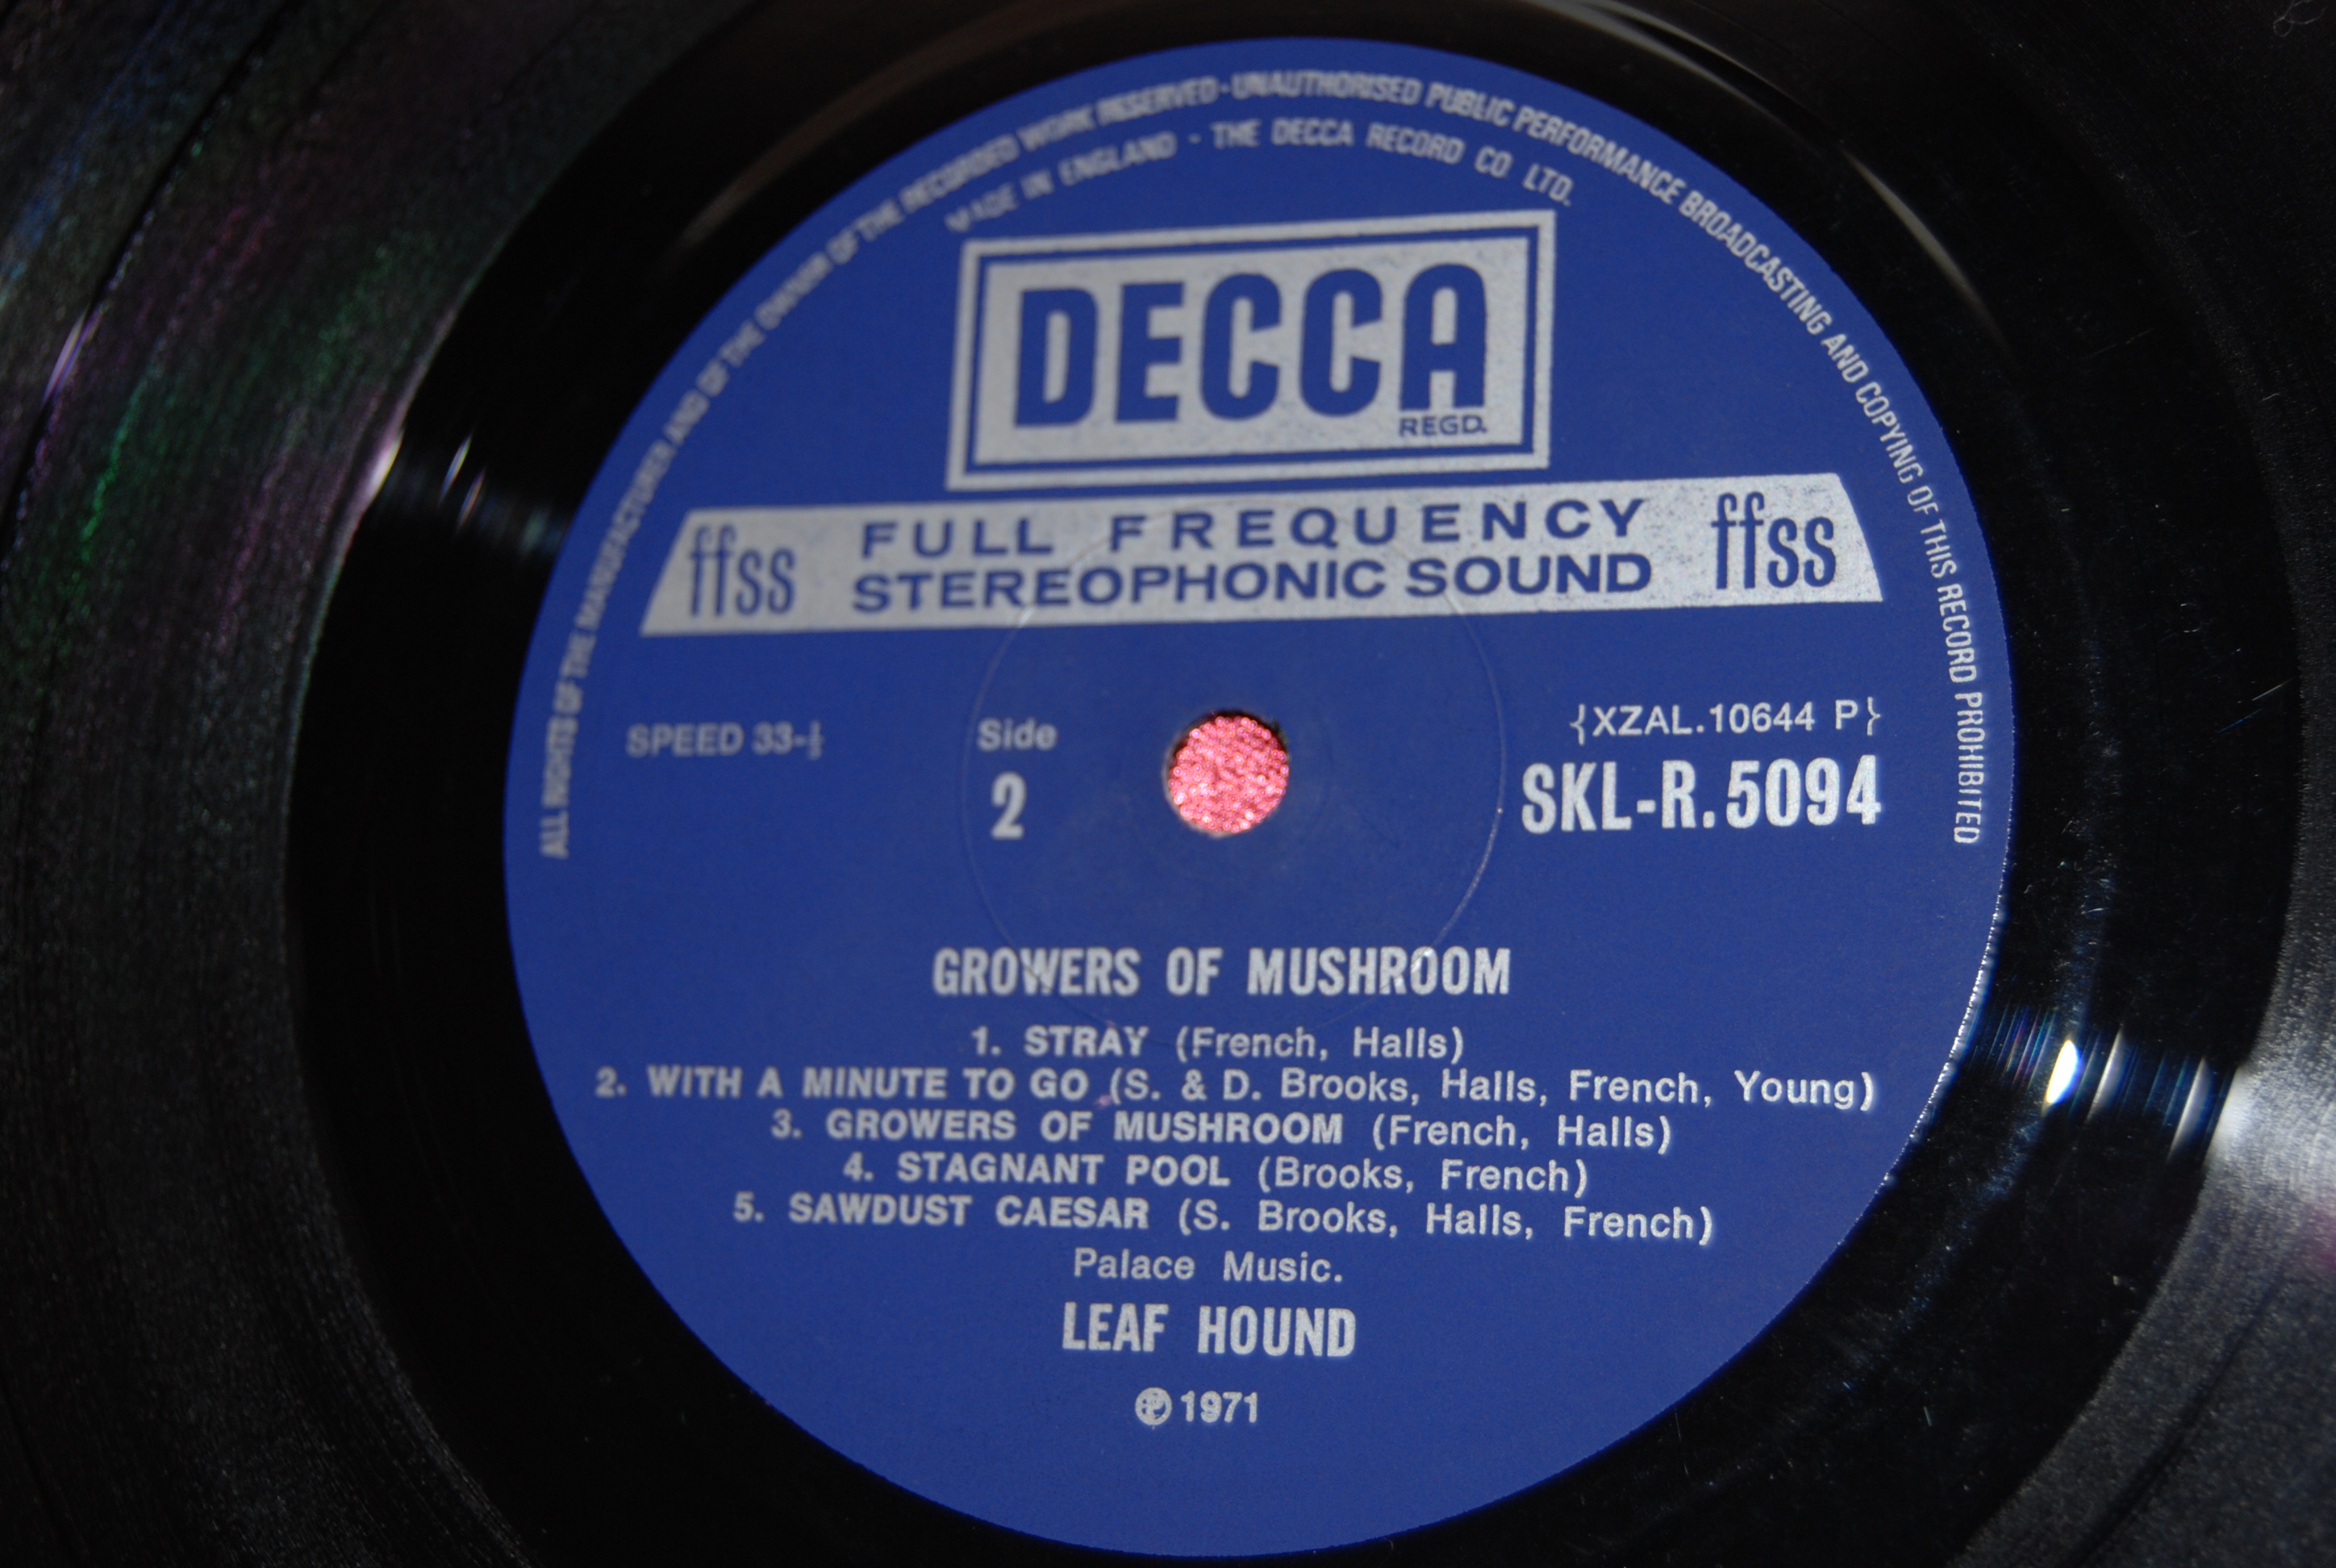 ALL RIGHTS OF THE MANUFACTURER AND OF THE OWNER OF THE RECORDED WORK RESERVED · UNAUTHORISED PUBLIC PERFORMANCE BROADCASTING AND COPYING OF THIS RECORD PROHIBITED
MADE IN ENGLAND - THE DECCA RECORD CO LTD.
DECCA
REGD.
ffss FULL FREQUENCY STEREOPHONIC SOUND ffss
SPEED 33-⅓
Side
2
{XZAL.10644 P}
SKL-R.5094
GROWERS OF MUSHROOM
1. STRAY (French, Halls)
2. WITH A MINUTE TO GO (S. & D. Brooks, Halls, French, Young)
3. GROWERS OF MUSHROOM (French, Halls)
4. STAGNANT POOL (Brooks, French)
5. SAWDUST CAESAR (S. Brooks, Halls, French)
Palace Music.
LEAF HOUND
℗ 1971